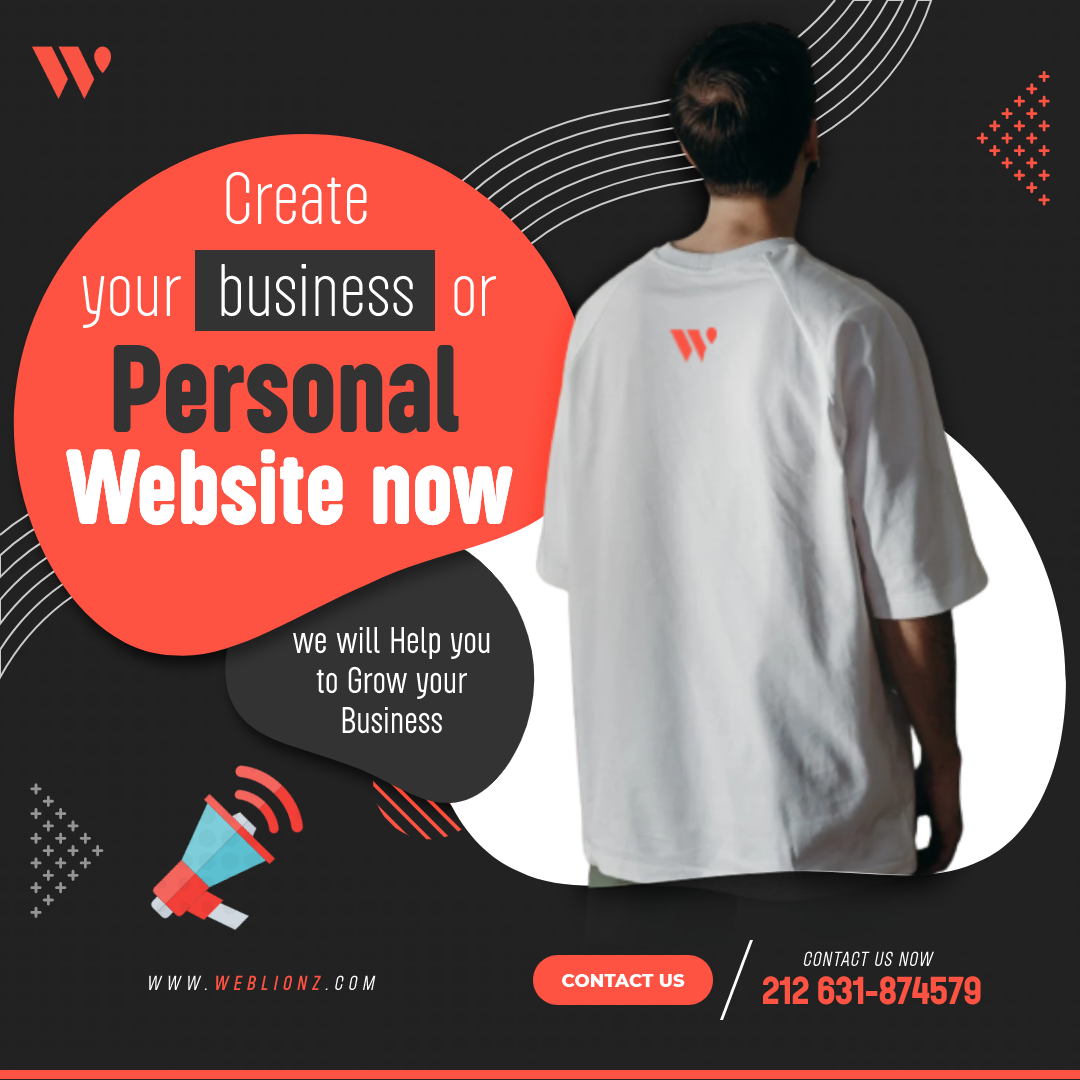 Create
your business or
Personal
Website now
we will Help you
to Grow your
Business
WWW.WEBLIONZ.COM
CONTACT US
CONTACT US NOW
212 631-874579